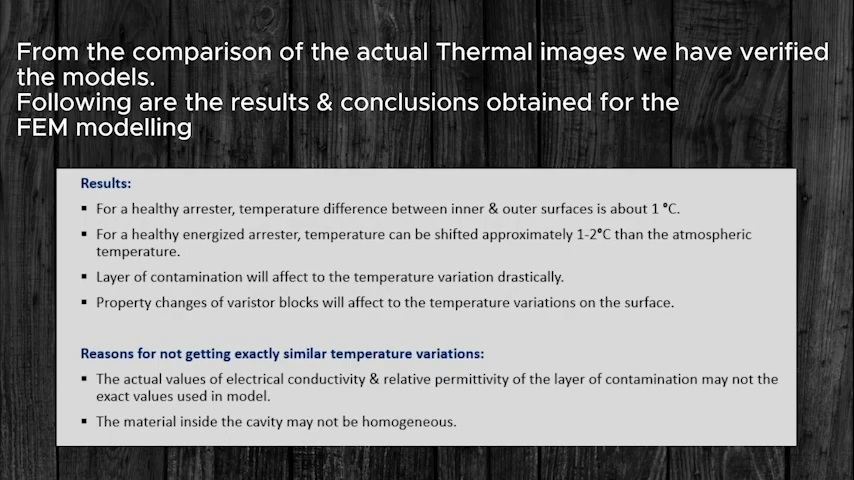 From the comparison of the actual Thermal images we have verified
the models.
Following are the results & conclusions obtained for the
FEM modelling
Results:
▪ For a healthy arrester, temperature difference between inner & outer surfaces is about 1 °C.
▪ For a healthy energized arrester, temperature can be shifted approximately 1-2°C than the atmospheric
temperature.
▪ Layer of contamination will affect to the temperature variation drastically.
▪ Property changes of varistor blocks will affect to the temperature variations on the surface.
Reasons for not getting exactly similar temperature variations:
▪ The actual values of electrical conductivity & relative permittivity of the layer of contamination may not the
exact values used in model.
▪ The material inside the cavity may not be homogeneous.